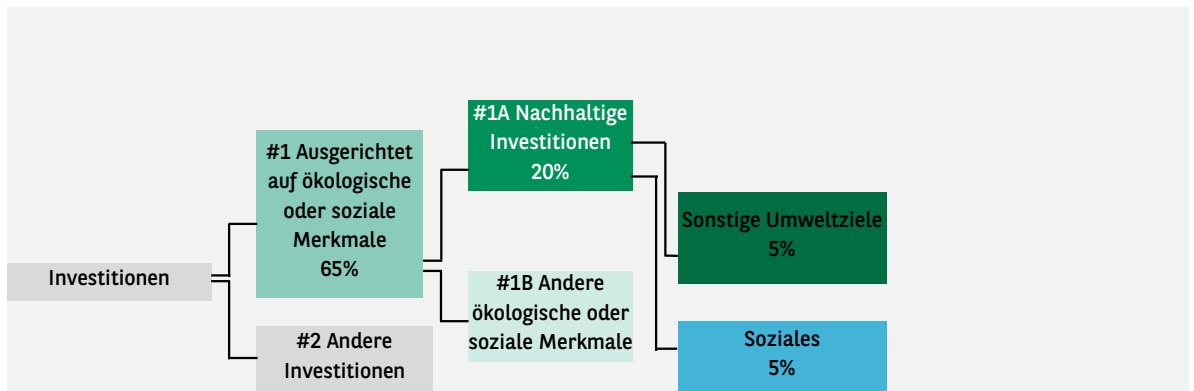 Investitionen
#1 Ausgerichtet
auf ökologische
oder soziale
Merkmale
65%
#2 Andere
Investitionen
#1A Nachhaltige
Investitionen
20%
#1B Andere
ökologische oder
soziale Merkmale
Sonstige Umweltziele
5%
Soziales
5%